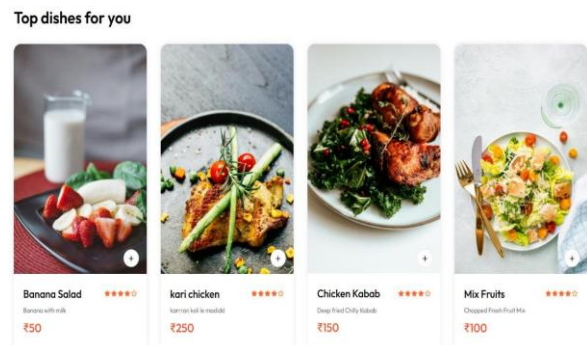 Top dishes for you
Banana Salad
Banana with milk
₹50
kari chicken
₹250
Chicken Kabab
Deep fried Chilly Kabab
₹150
Mix Fruits
Chopped Fresh Fruit Mix
₹100